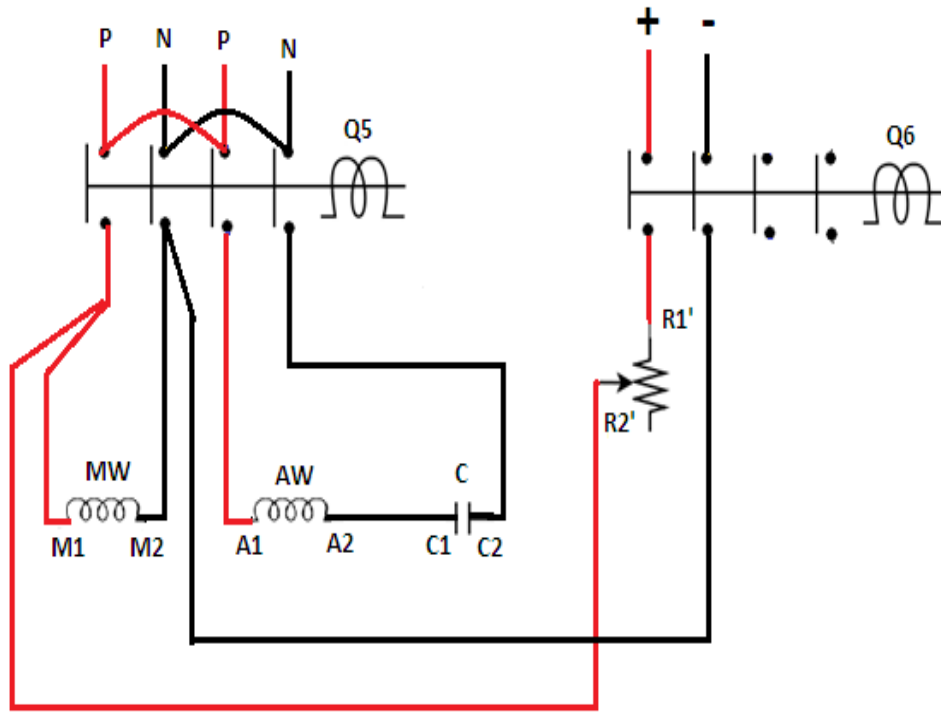 P N P N
+ -
Q5
Q6
R1'
R2'
MW
AW
C
M1 M2
A1 A2
C1 C2